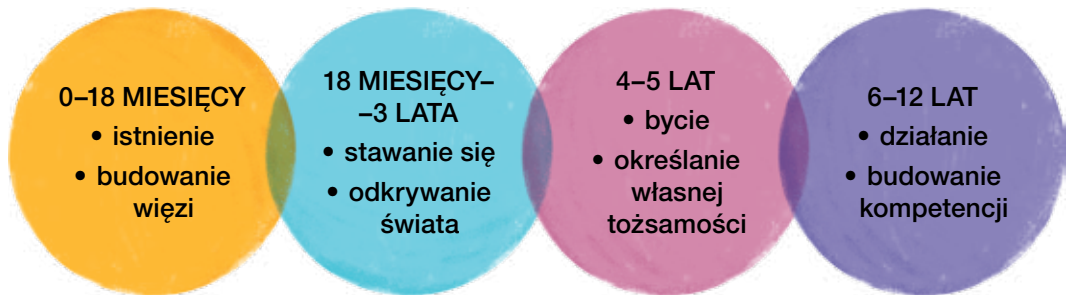 0–18 MIESIĘCY
• istnienie
• budowanie
więzi
18 MIESIĘCY–
–3 LATA
• stawanie się
• odkrywanie
świata
4–5 LAT
• bycie
• określanie
własnej
tożsamości
6–12 LAT
• działanie
• budowanie
kompetencji